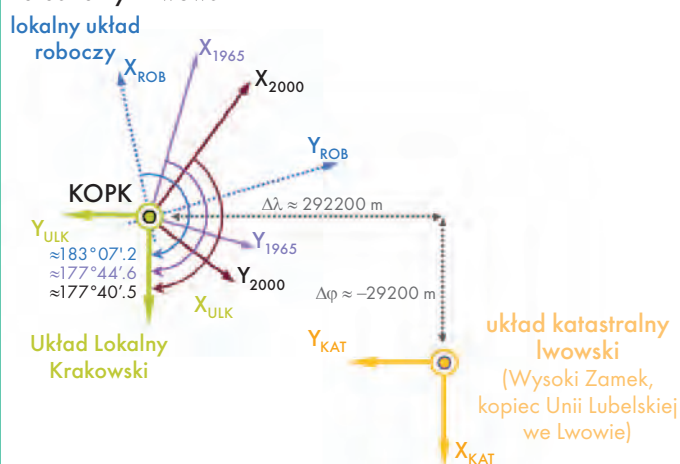 lokalny układ
roboczy
X1965
XROB
X2000
YROB
KOPK
Δλ ≈ 292200 m
YULK
≈183°07'.2
Y1965
≈177°44'.6
Y2000
≈177°40'.5
Δφ ≈ –29200 m
XULK
Układ Lokalny
Krakowski
YKAT
układ katastralny
lwowski
(Wysoki Zamek,
kopiec Unii Lubelskiej
we Lwowie)
XKAT